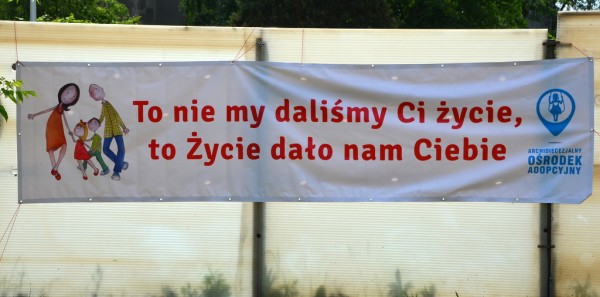 To nie my daliśmy Ci życie,
to Życie dało nam Ciebie
ARCHIDIECEZJALNY
OŚRODEK
ADOPCYJNY